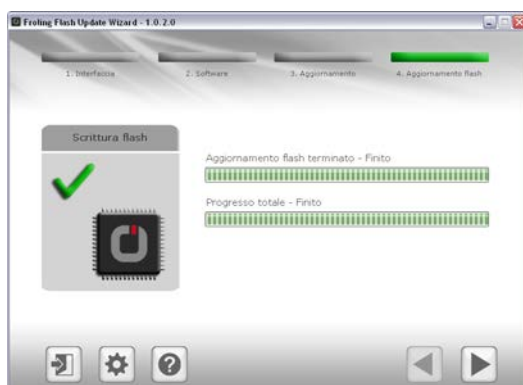 Froling Flash Update Wizard - 1.0.2.0
1. Interfaccia
2. Software
3. Aggiornamento
4. Aggiornamento flash
Scrittura flash
Aggiornamento flash terminato - Finito
Progresso totale - Finito